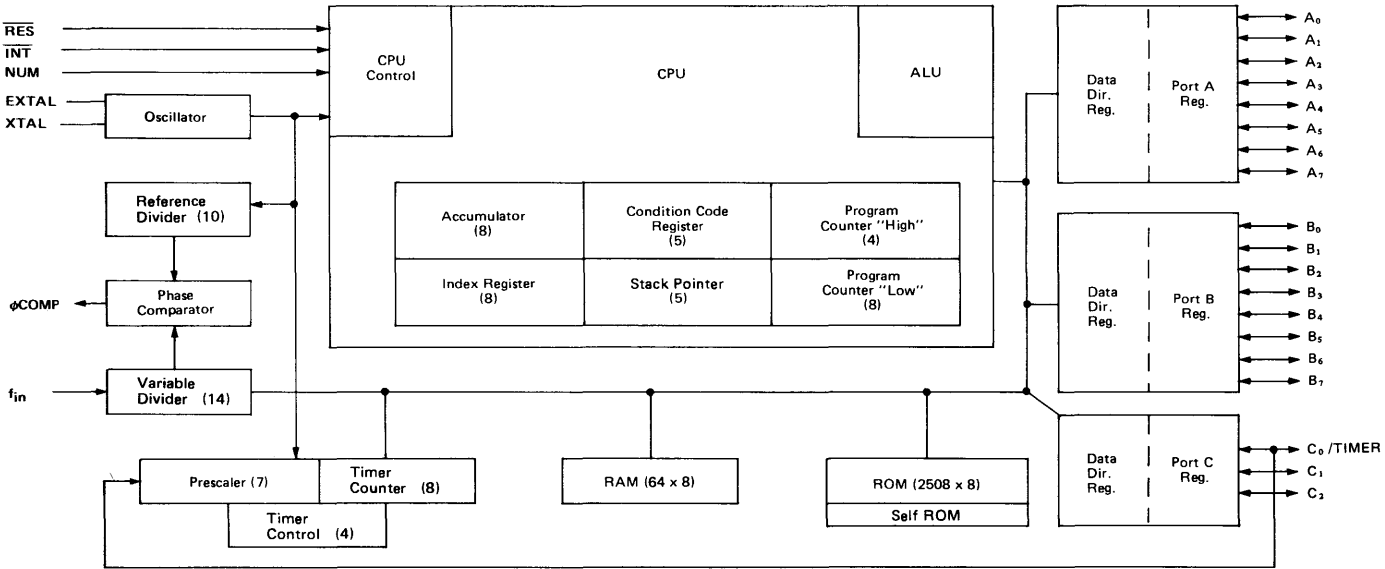 RES
INT
NUM
EXTAL
XTAL
Oscillator
CPU
Control
CPU
ALU
Reference
Divider (10)
Phase
Comparator
φCOMP
Variable
Divider (14)
fin
Accumulator
(8)
Condition Code
Register
(5)
Program
Counter "High"
(4)
Index Register
(8)
Stack Pointer
(5)
Program
Counter "Low"
(8)
Prescaler (7)
Timer
Counter (8)
Timer
Control (4)
RAM (64 x 8)
ROM (2508 x 8)
Self ROM
Data
Dir.
Reg.
Port A
Reg.
A₀
A₁
A₂
A₃
A₄
A₅
A₆
A₇
Data
Dir.
Reg.
Port B
Reg.
B₀
B₁
B₂
B₃
B₄
B₅
B₆
B₇
Data
Dir.
Reg.
Port C
Reg.
C₀/TIMER
C₁
C₂